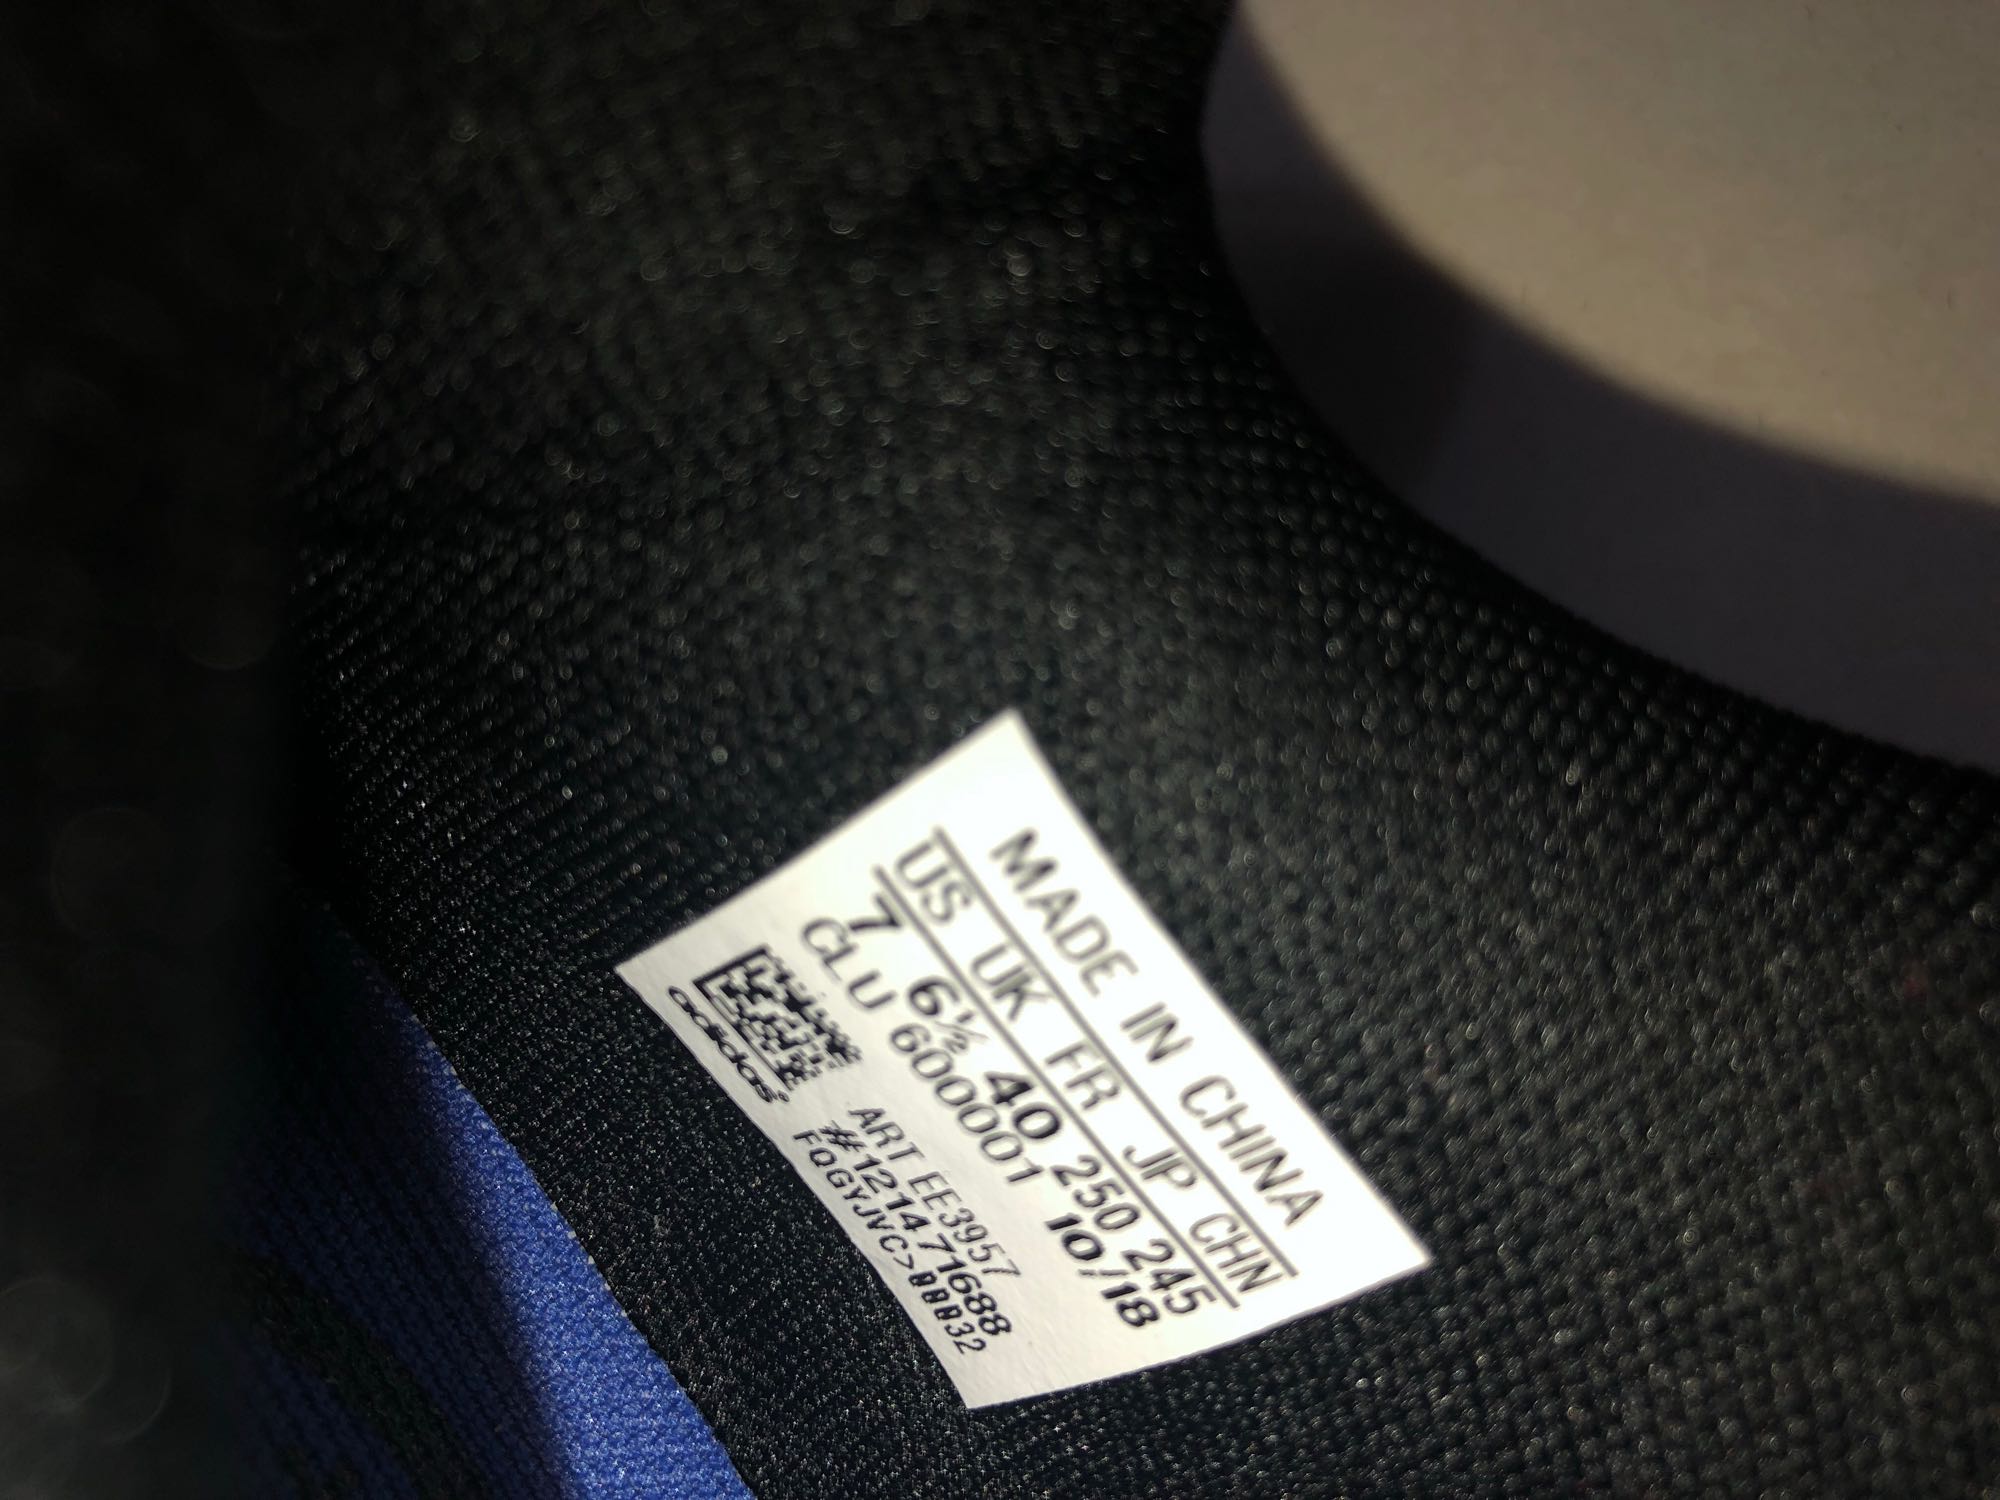 MADE IN CHINA
US UK FR JP CHN
7 6½ 40 250 245
CLU 600001 10/18
ART EE3957
#121471688
FQGYJVC>00032
adidas